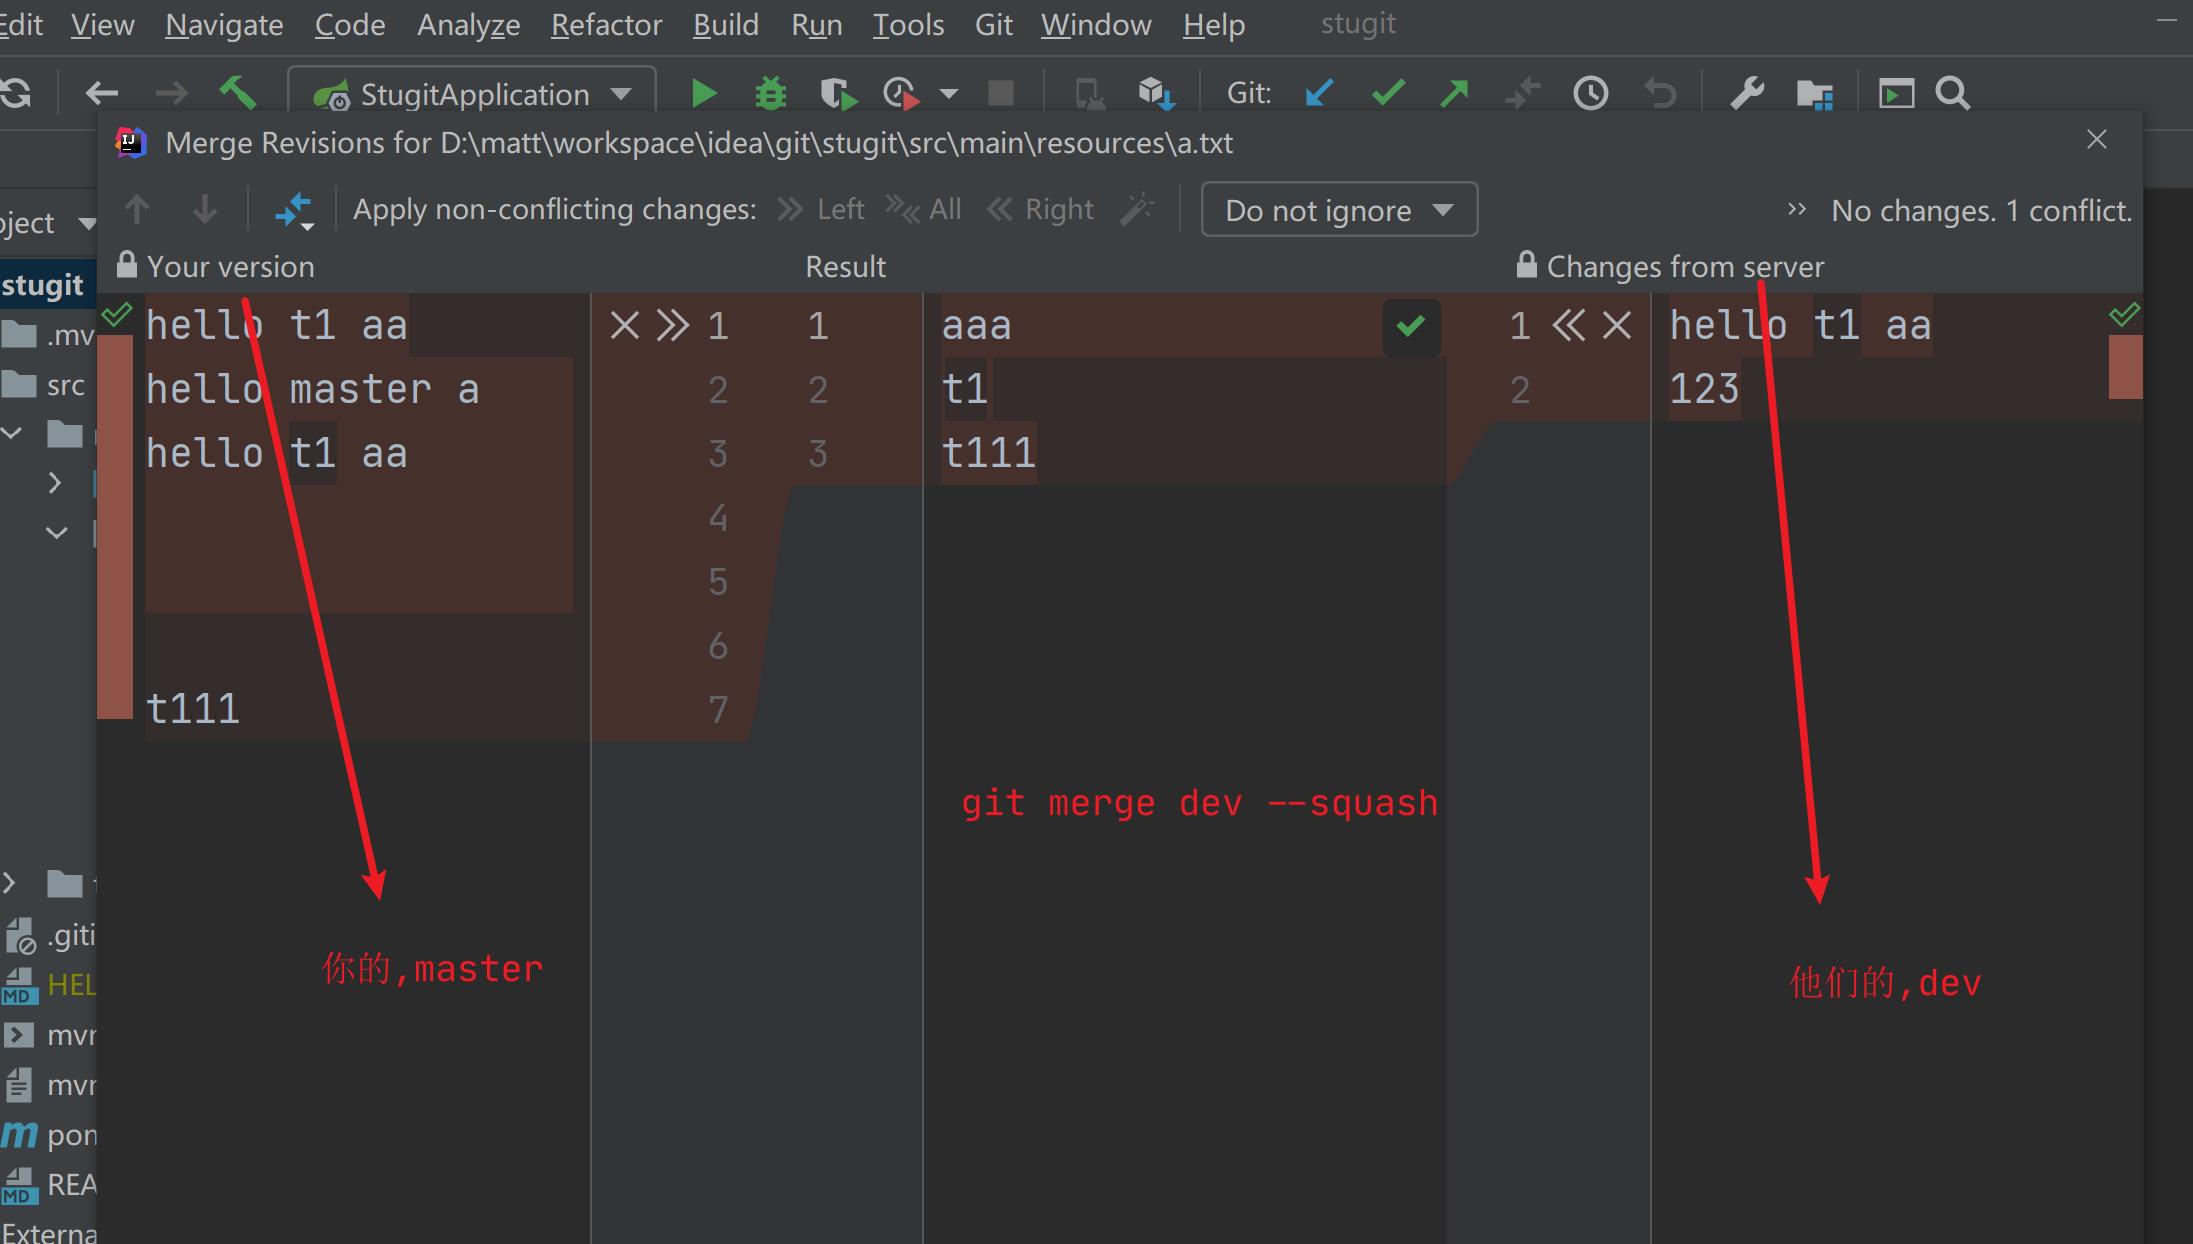 Edit View Navigate Code Analyze Refactor Build Run Tools Git Window Help stugit
StugitApplication Git:
Merge Revisions for D:\matt\workspace\idea\git\stugit\src\main\resources\a.txt
Apply non-conflicting changes: Left All Right Do not ignore No changes. 1 conflict.
Your version Result Changes from server
stugit
.mv
src
.giti
HEL
mvn
mvn
pom
REA
Externa
hello t1 aa 1 1 aaa 1 hello t1 aa
hello master a 2 2 t1 2 123
hello t1 aa 3 3 t111
4
5
6
t111 7
git merge dev --squash
你的,master
他们的,dev